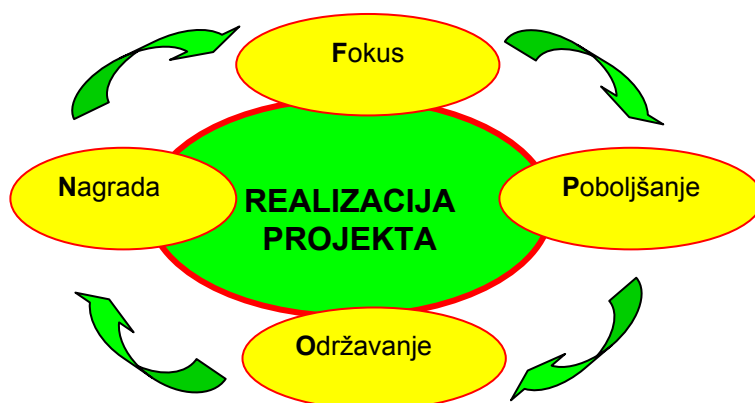 Fokus
Nagrada
Poboljšanje
REALIZACIJA
PROJEKTA
Održavanje